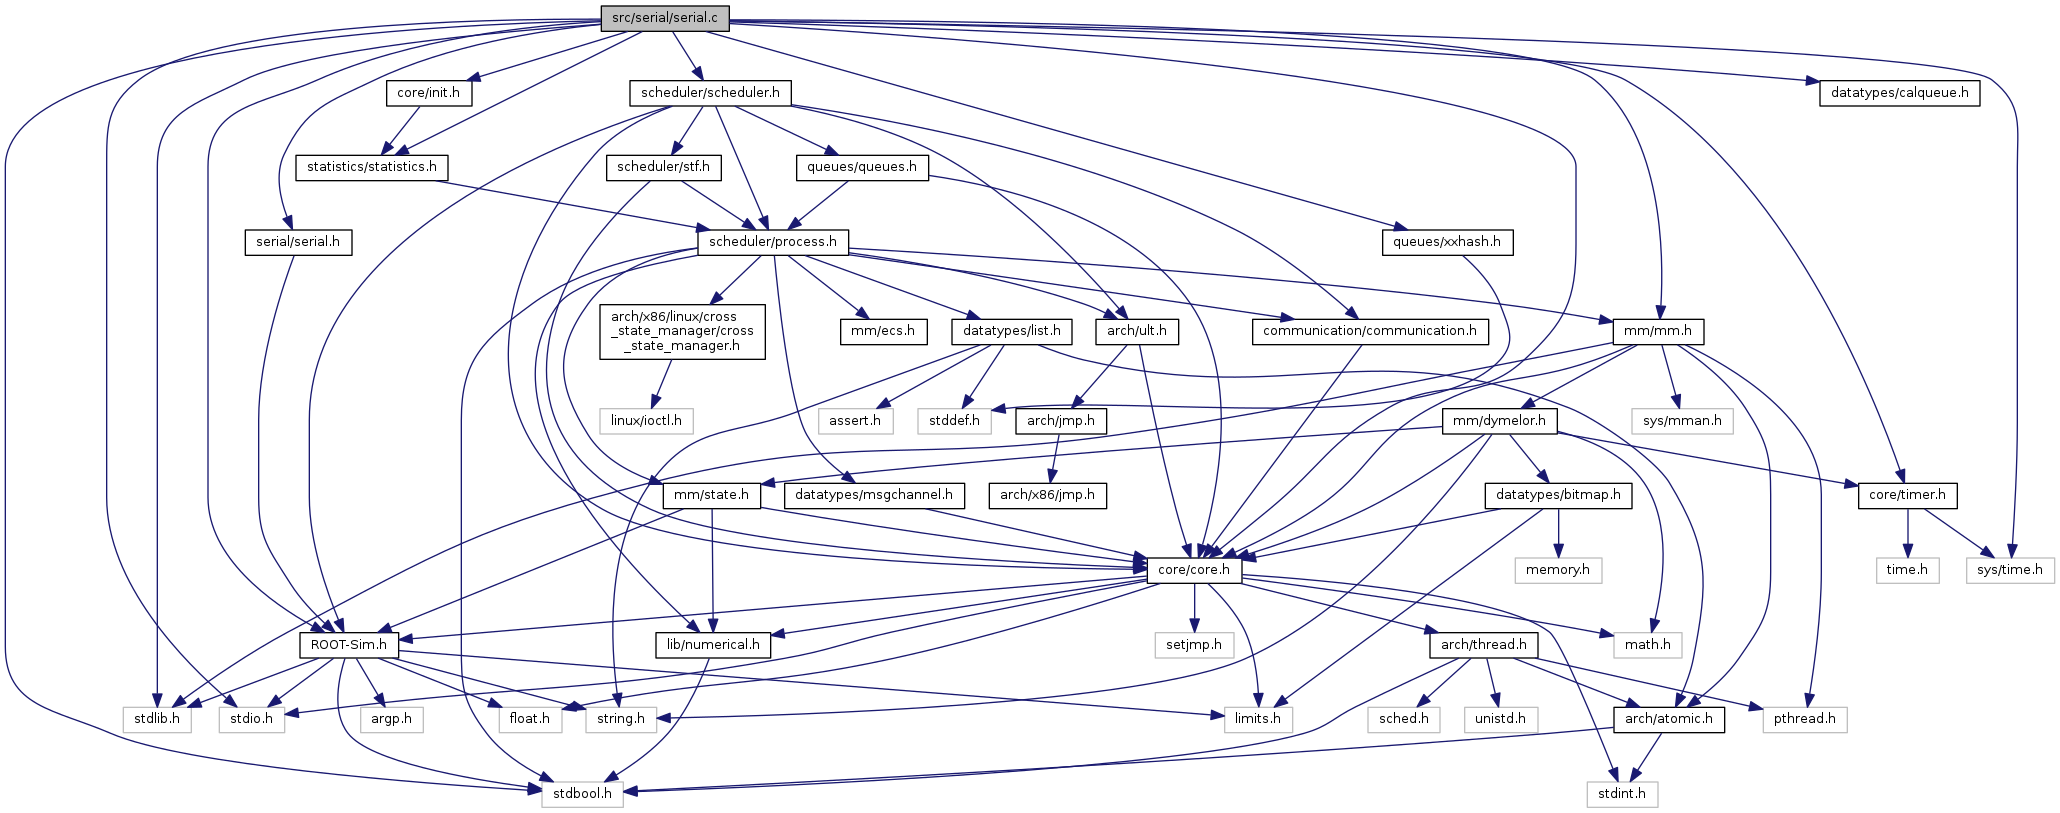 src/serial/serial.c
core/init.h
scheduler/scheduler.h
datatypes/calqueue.h
statistics/statistics.h
scheduler/stf.h
queues/queues.h
serial/serial.h
scheduler/process.h
queues/xxhash.h
arch/x86/linux/cross
_state_manager/cross
_state_manager.h
mm/ecs.h
datatypes/list.h
arch/ult.h
communication/communication.h
mm/mm.h
linux/ioctl.h
assert.h
stddef.h
arch/jmp.h
mm/dymelor.h
sys/mman.h
mm/state.h
datatypes/msgchannel.h
arch/x86/jmp.h
datatypes/bitmap.h
core/timer.h
core/core.h
memory.h
time.h
sys/time.h
ROOT-Sim.h
lib/numerical.h
setjmp.h
arch/thread.h
math.h
stdlib.h
stdio.h
argp.h
float.h
string.h
limits.h
sched.h
unistd.h
arch/atomic.h
pthread.h
stdbool.h
stdint.h